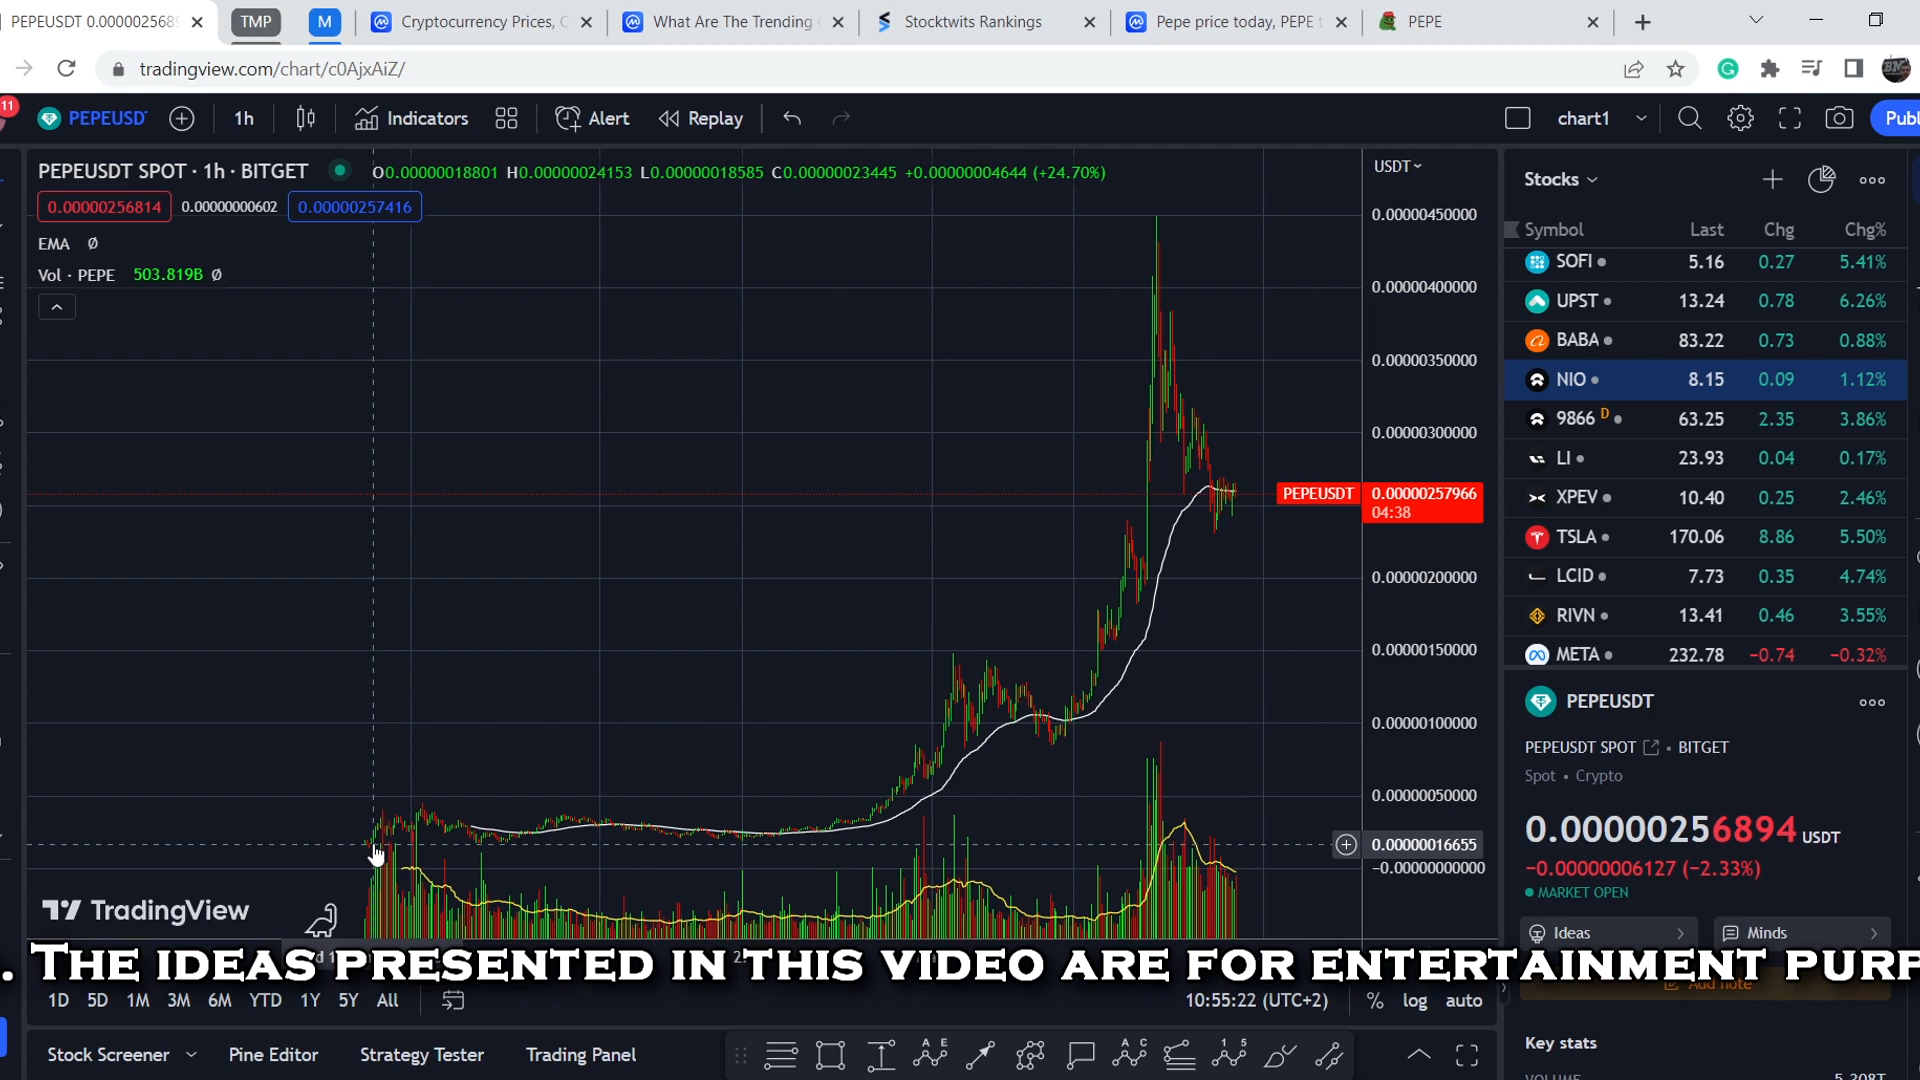 PEPEUSDT 0.0000025689
TMP
M
Cryptocurrency Prices, C
What Are The Trending
Stocktwits Rankings
Pepe price today, PEPE t
PEPE
tradingview.com/chart/c0AjxAiZ/
11
PEPEUSDT
1h
Indicators
Alert
Replay
chart1
Publ
PEPEUSDT SPOT · 1h · BITGET
O0.00000018801 H0.00000024153 L0.00000018585 C0.00000023445 +0.00000004644 (+24.70%)
0.00000256814
0.00000000602
0.00000257416
EMA Ø
Vol · PEPE 503.819B Ø
USDT
0.00000450000
0.00000400000
0.00000350000
0.00000300000
PEPEUSDT
0.00000257966
04:38
0.00000200000
0.00000150000
0.00000100000
0.00000050000
0.00000016655
−0.00000000000
TradingView
Stocks
Symbol Last Chg Chg%
SOFI 5.16 0.27 5.41%
UPST 13.24 0.78 6.26%
BABA 83.22 0.73 0.88%
NIO 8.15 0.09 1.12%
9866 D 63.25 2.35 3.86%
LI 23.93 0.04 0.17%
XPEV 10.40 0.25 2.46%
TSLA 170.06 8.86 5.50%
LCID 7.73 0.35 4.74%
RIVN 13.41 0.46 3.55%
META 232.78 −0.74 −0.32%
PEPEUSDT
PEPEUSDT SPOT • BITGET
Spot • Crypto
0.00000256894 USDT
−0.00000006127 (−2.33%)
MARKET OPEN
Ideas
Minds
. The ideas presented in this video are for entertainment purp
Add note
1D 5D 1M 3M 6M YTD 1Y 5Y All
10:55:22 (UTC+2)
% log auto
Stock Screener
Pine Editor
Strategy Tester
Trading Panel
Key stats